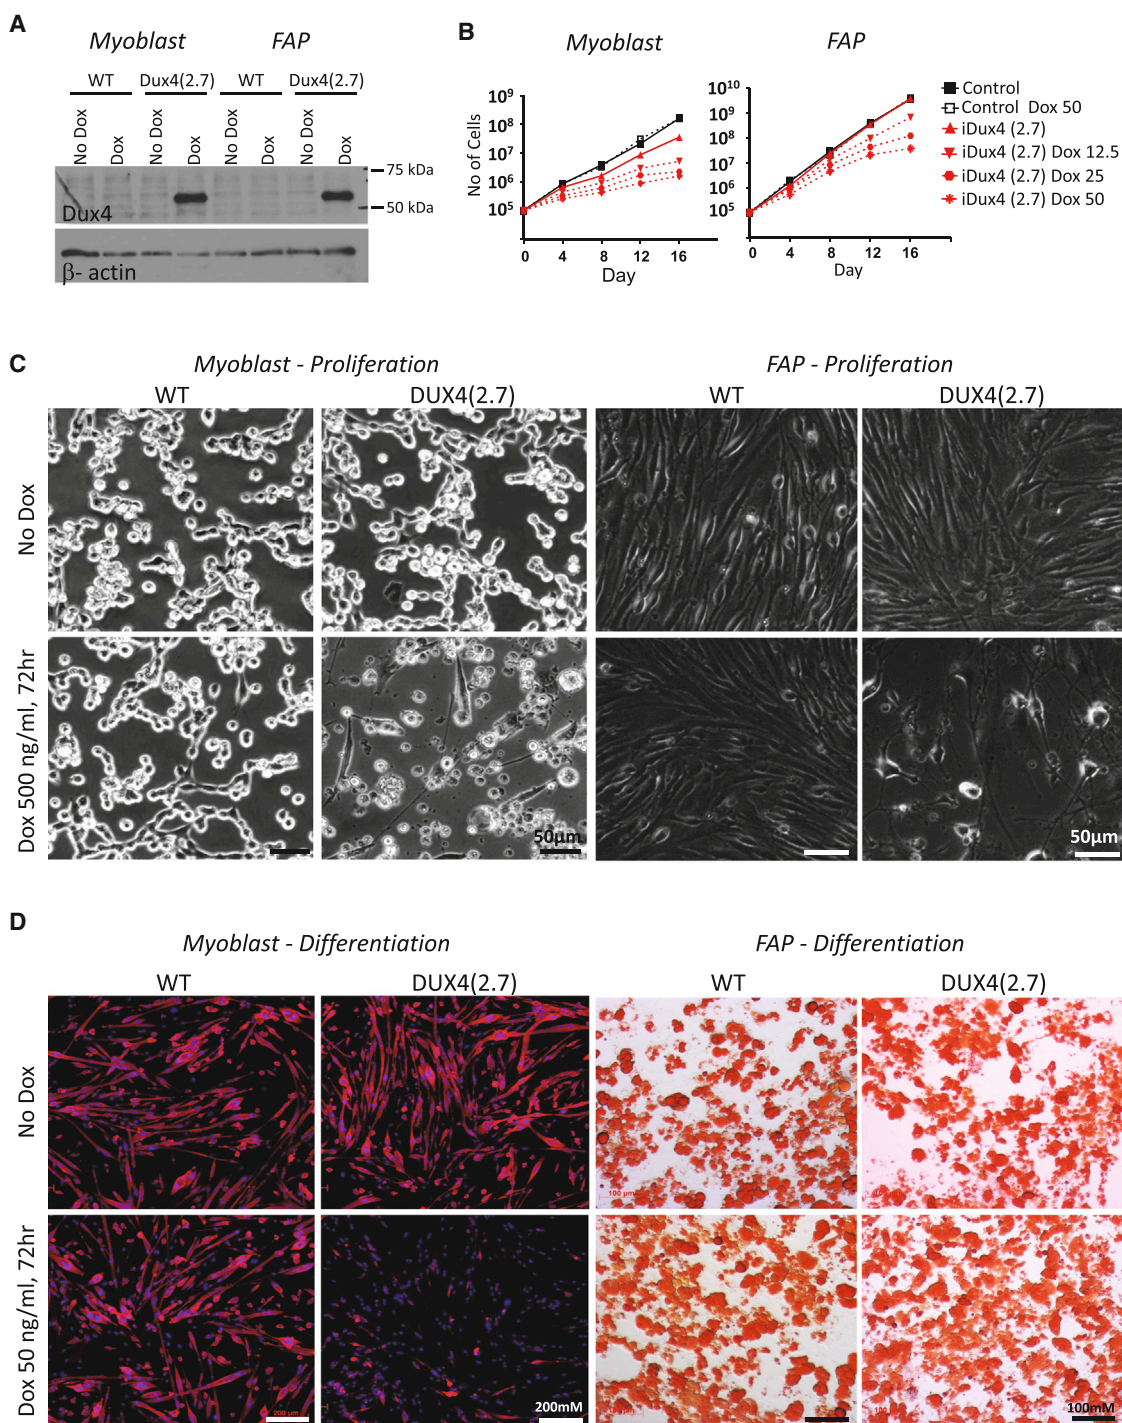 A
Myoblast
FAP
WT
Dux4(2.7)
WT
Dux4(2.7)
No Dox
Dox
No Dox
Dox
No Dox
Dox
No Dox
Dox
75 kDa
50 kDa
Dux4
β- actin
B
Myoblast
FAP
No of Cells
10⁹
10⁸
10⁷
10⁶
10⁵
0 4 8 12 16
Day
10¹⁰
10⁹
10⁸
10⁷
10⁶
10⁵
0 4 8 12 16
Day
Control
Control Dox 50
iDux4 (2.7)
iDux4 (2.7) Dox 12.5
iDux4 (2.7) Dox 25
iDux4 (2.7) Dox 50
C
Myoblast - Proliferation
FAP - Proliferation
WT
DUX4(2.7)
WT
DUX4(2.7)
No Dox
Dox 500 ng/ml, 72hr
50µm
50µm
D
Myoblast - Differentiation
FAP - Differentiation
WT
DUX4(2.7)
WT
DUX4(2.7)
No Dox
100 µm
Dox 50 ng/ml, 72hr
200 µm
200mM
100mM